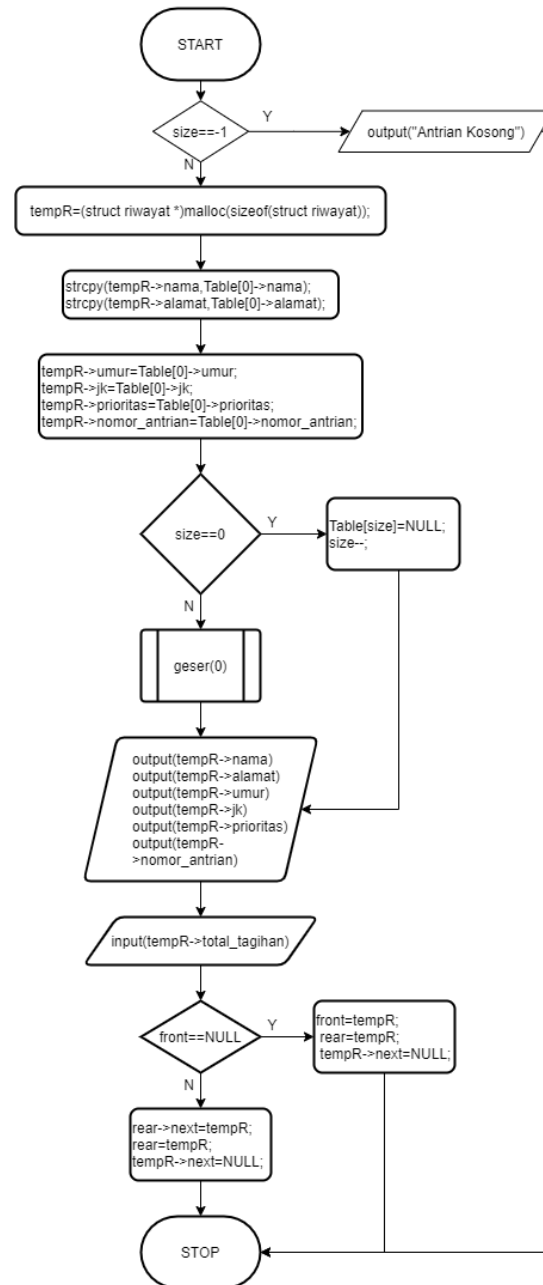 START
size==-1
Y
output("Antrian Kosong")
N
tempR=(struct riwayat *)malloc(sizeof(struct riwayat));
strcpy(tempR->nama,Table[0]->nama);
strcpy(tempR->alamat,Table[0]->alamat);
tempR->umur=Table[0]->umur;
tempR->jk=Table[0]->jk;
tempR->prioritas=Table[0]->prioritas;
tempR->nomor_antrian=Table[0]->nomor_antrian;
size==0
Y
Table[size]=NULL;
size--;
N
geser(0)
output(tempR->nama)
output(tempR->alamat)
output(tempR->umur)
output(tempR->jk)
output(tempR->prioritas)
output(tempR-
>nomor_antrian)
input(tempR->total_tagihan)
front==NULL
Y
front=tempR;
rear=tempR;
tempR->next=NULL;
N
rear->next=tempR;
rear=tempR;
tempR->next=NULL;
STOP